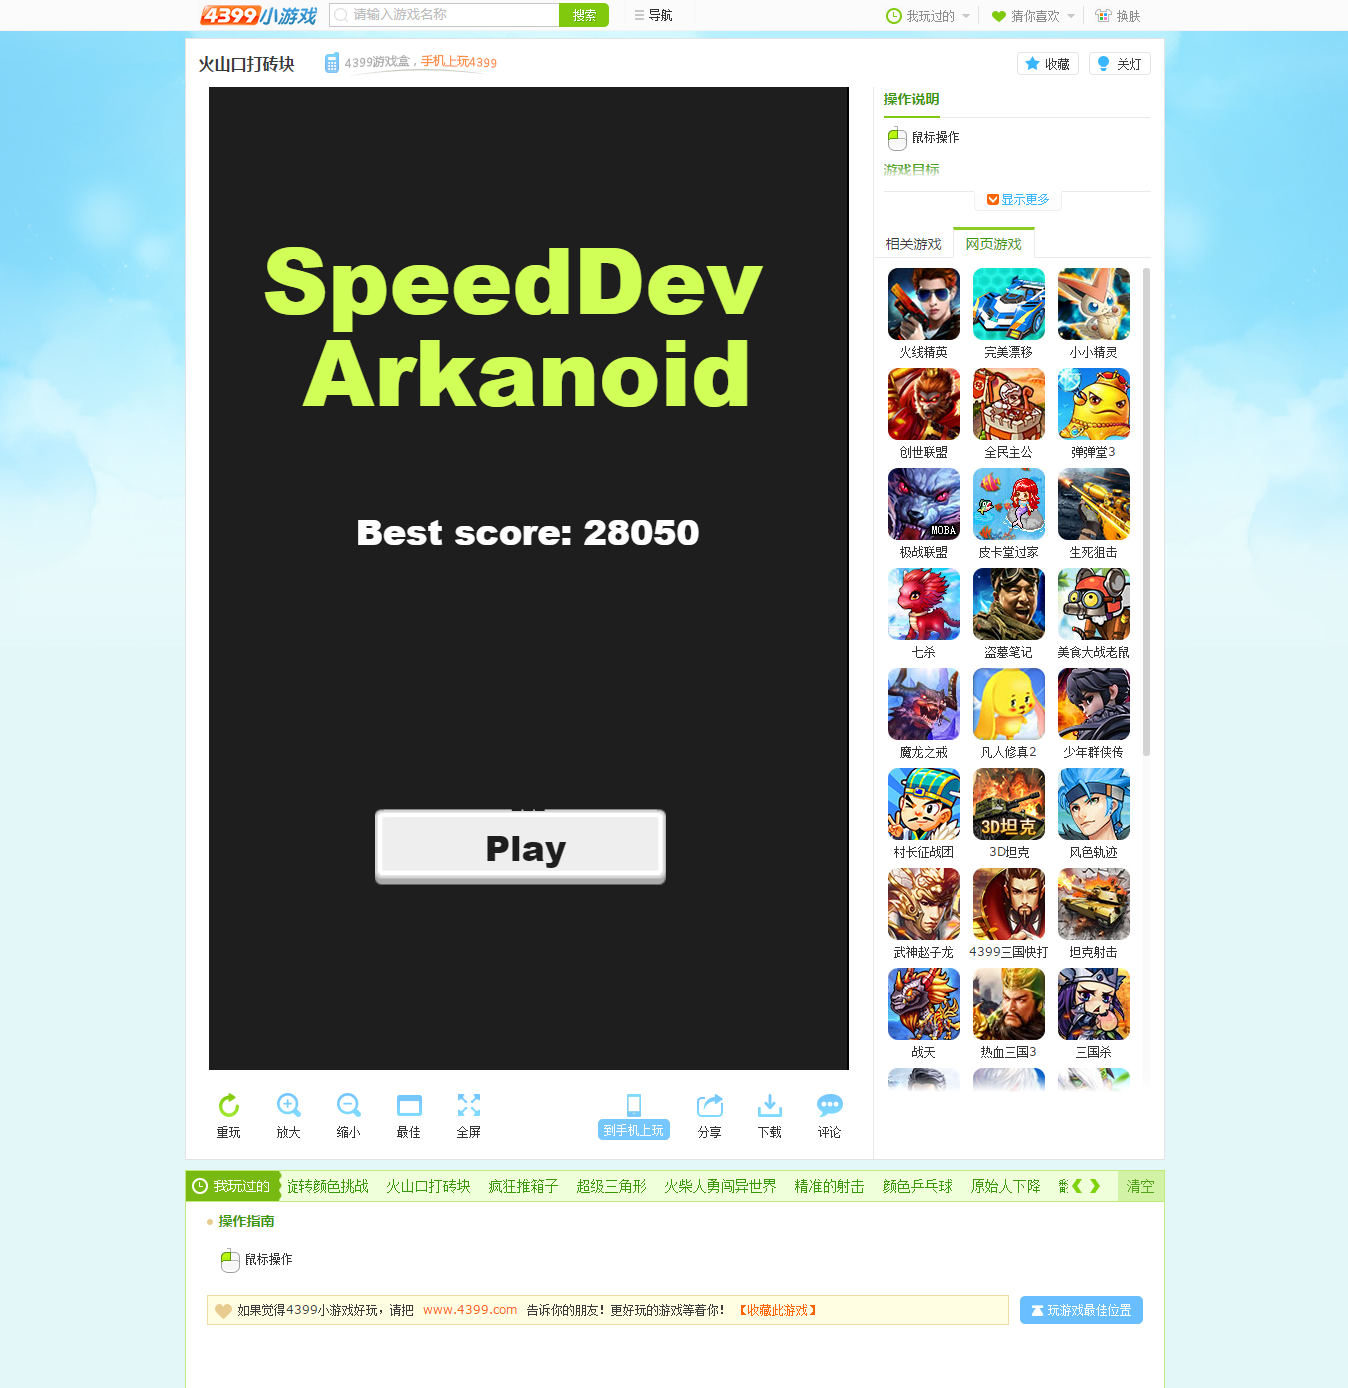 4399小游戏
请输入游戏名称
搜索
导航
我玩过的
猜你喜欢
换肤
火山口打砖块
4399游戏盒，手机上玩4399
收藏
关灯
SpeedDev
Arkanoid
Best score: 28050
Play
操作说明
鼠标操作
游戏目标
显示更多
相关游戏
网页游戏
火线精英
完美漂移
小小精灵
创世联盟
全民主公
弹弹堂3
MOBA
极战联盟
皮卡堂过家
生死狙击
七杀
盗墓笔记
美食大战老鼠
魔龙之戒
凡人修真2
少年群侠传
3D坦克
村长征战团
3D坦克
风色轨迹
武神赵子龙
4399三国快打
坦克射击
战天
热血三国3
三国杀
重玩
放大
缩小
最佳
全屏
到手机上玩
分享
下载
评论
我玩过的
旋转颜色挑战
火山口打砖块
疯狂推箱子
超级三角形
火柴人勇闯异世界
精准的射击
颜色乒乓球
原始人下降
清空
操作指南
鼠标操作
如果觉得4399小游戏好玩，请把 www.4399.com 告诉你的朋友！更好玩的游戏等着你！【收藏此游戏】
玩游戏最佳位置